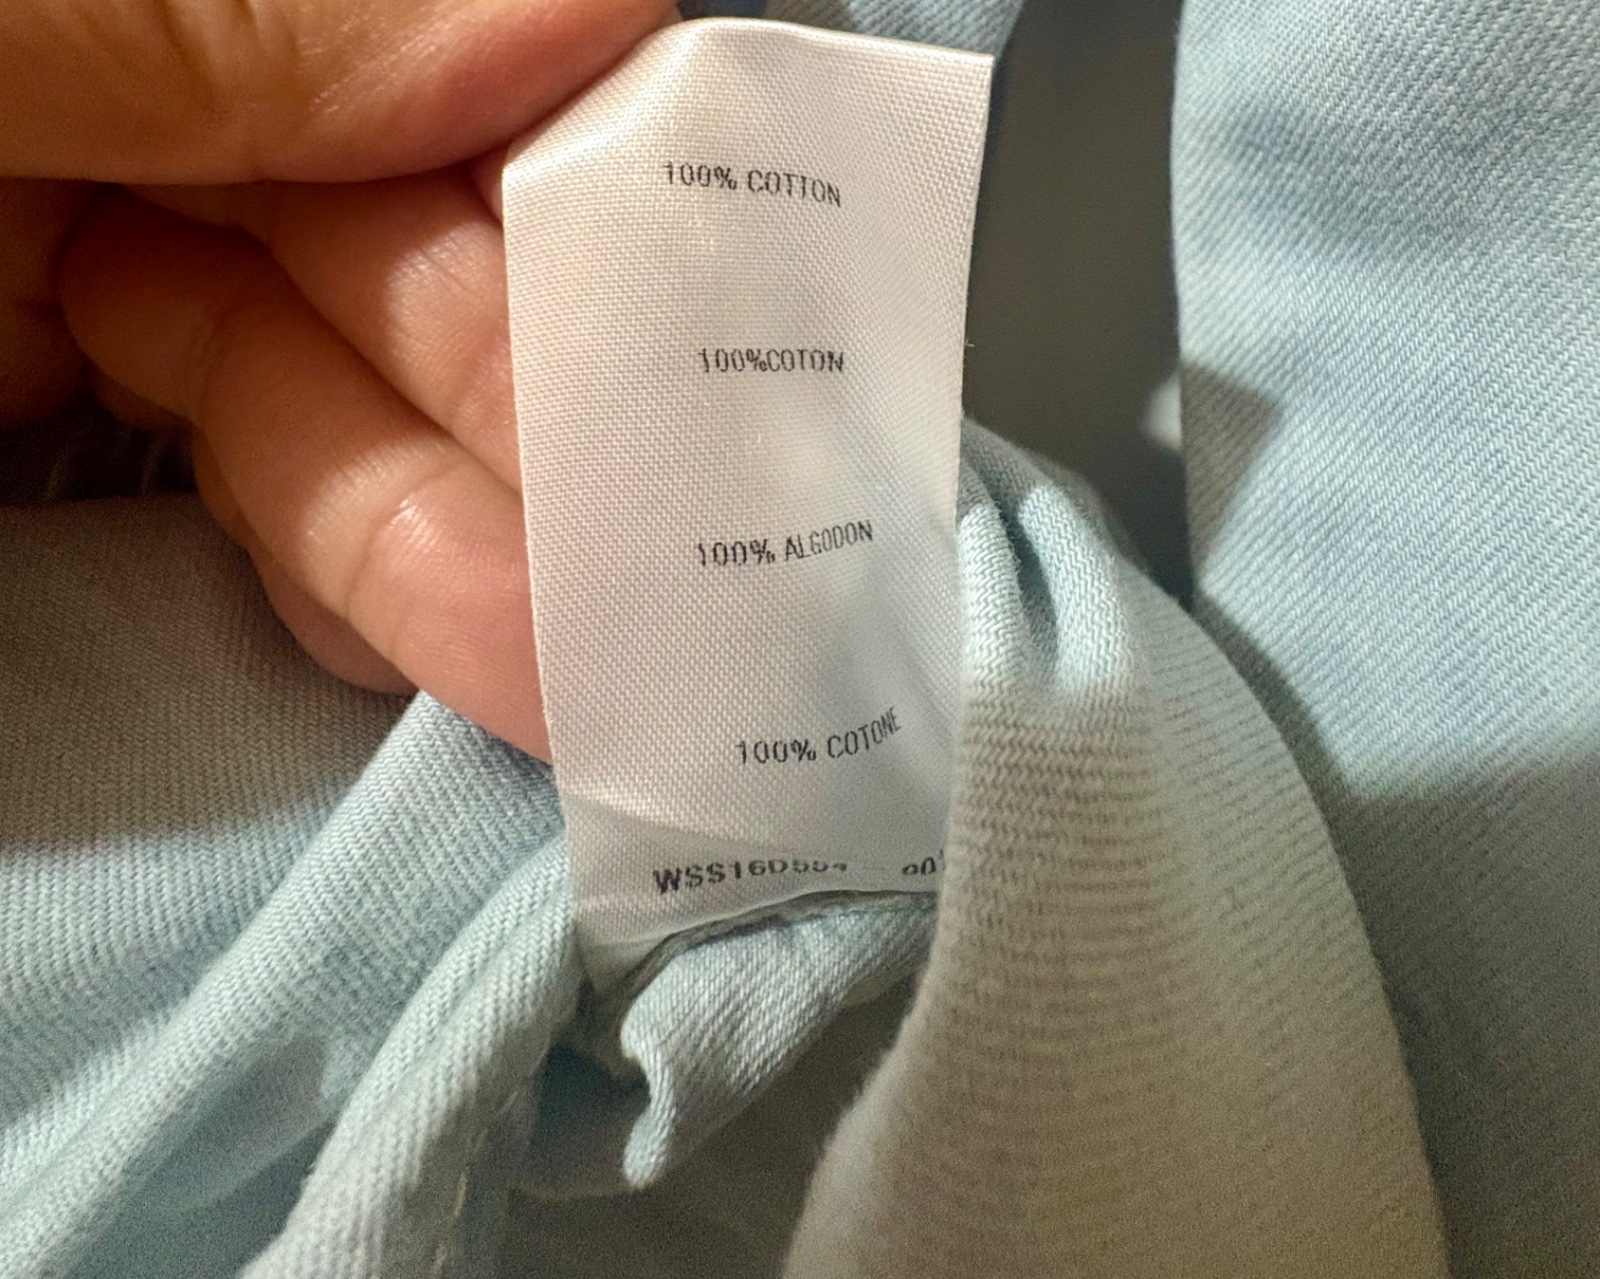 100% COTTON
100%COTON
100% ALGODON
100% COTONE